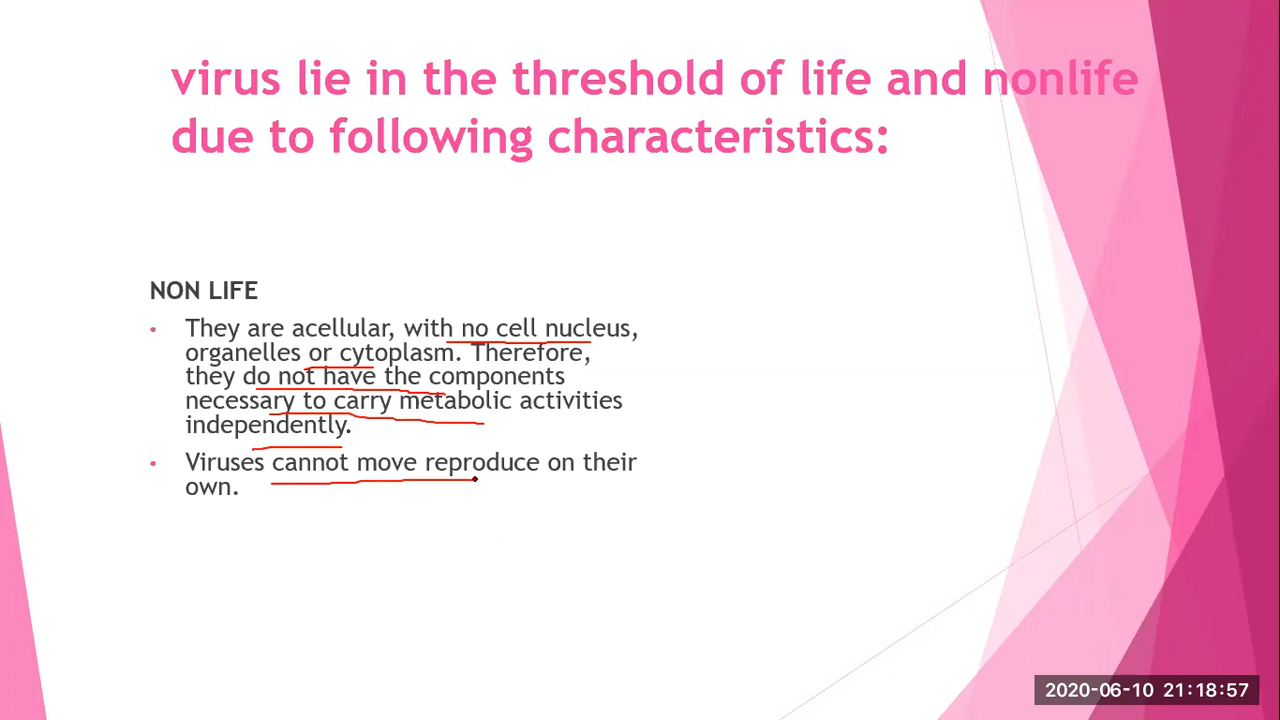 virus lie in the threshold of life and nonlife
due to following characteristics:
NON LIFE
• They are acellular, with no cell nucleus,
organelles or cytoplasm. Therefore,
they do not have the components
necessary to carry metabolic activities
independently.
• Viruses cannot move reproduce on their
own.
2020-06-10 21:18:57